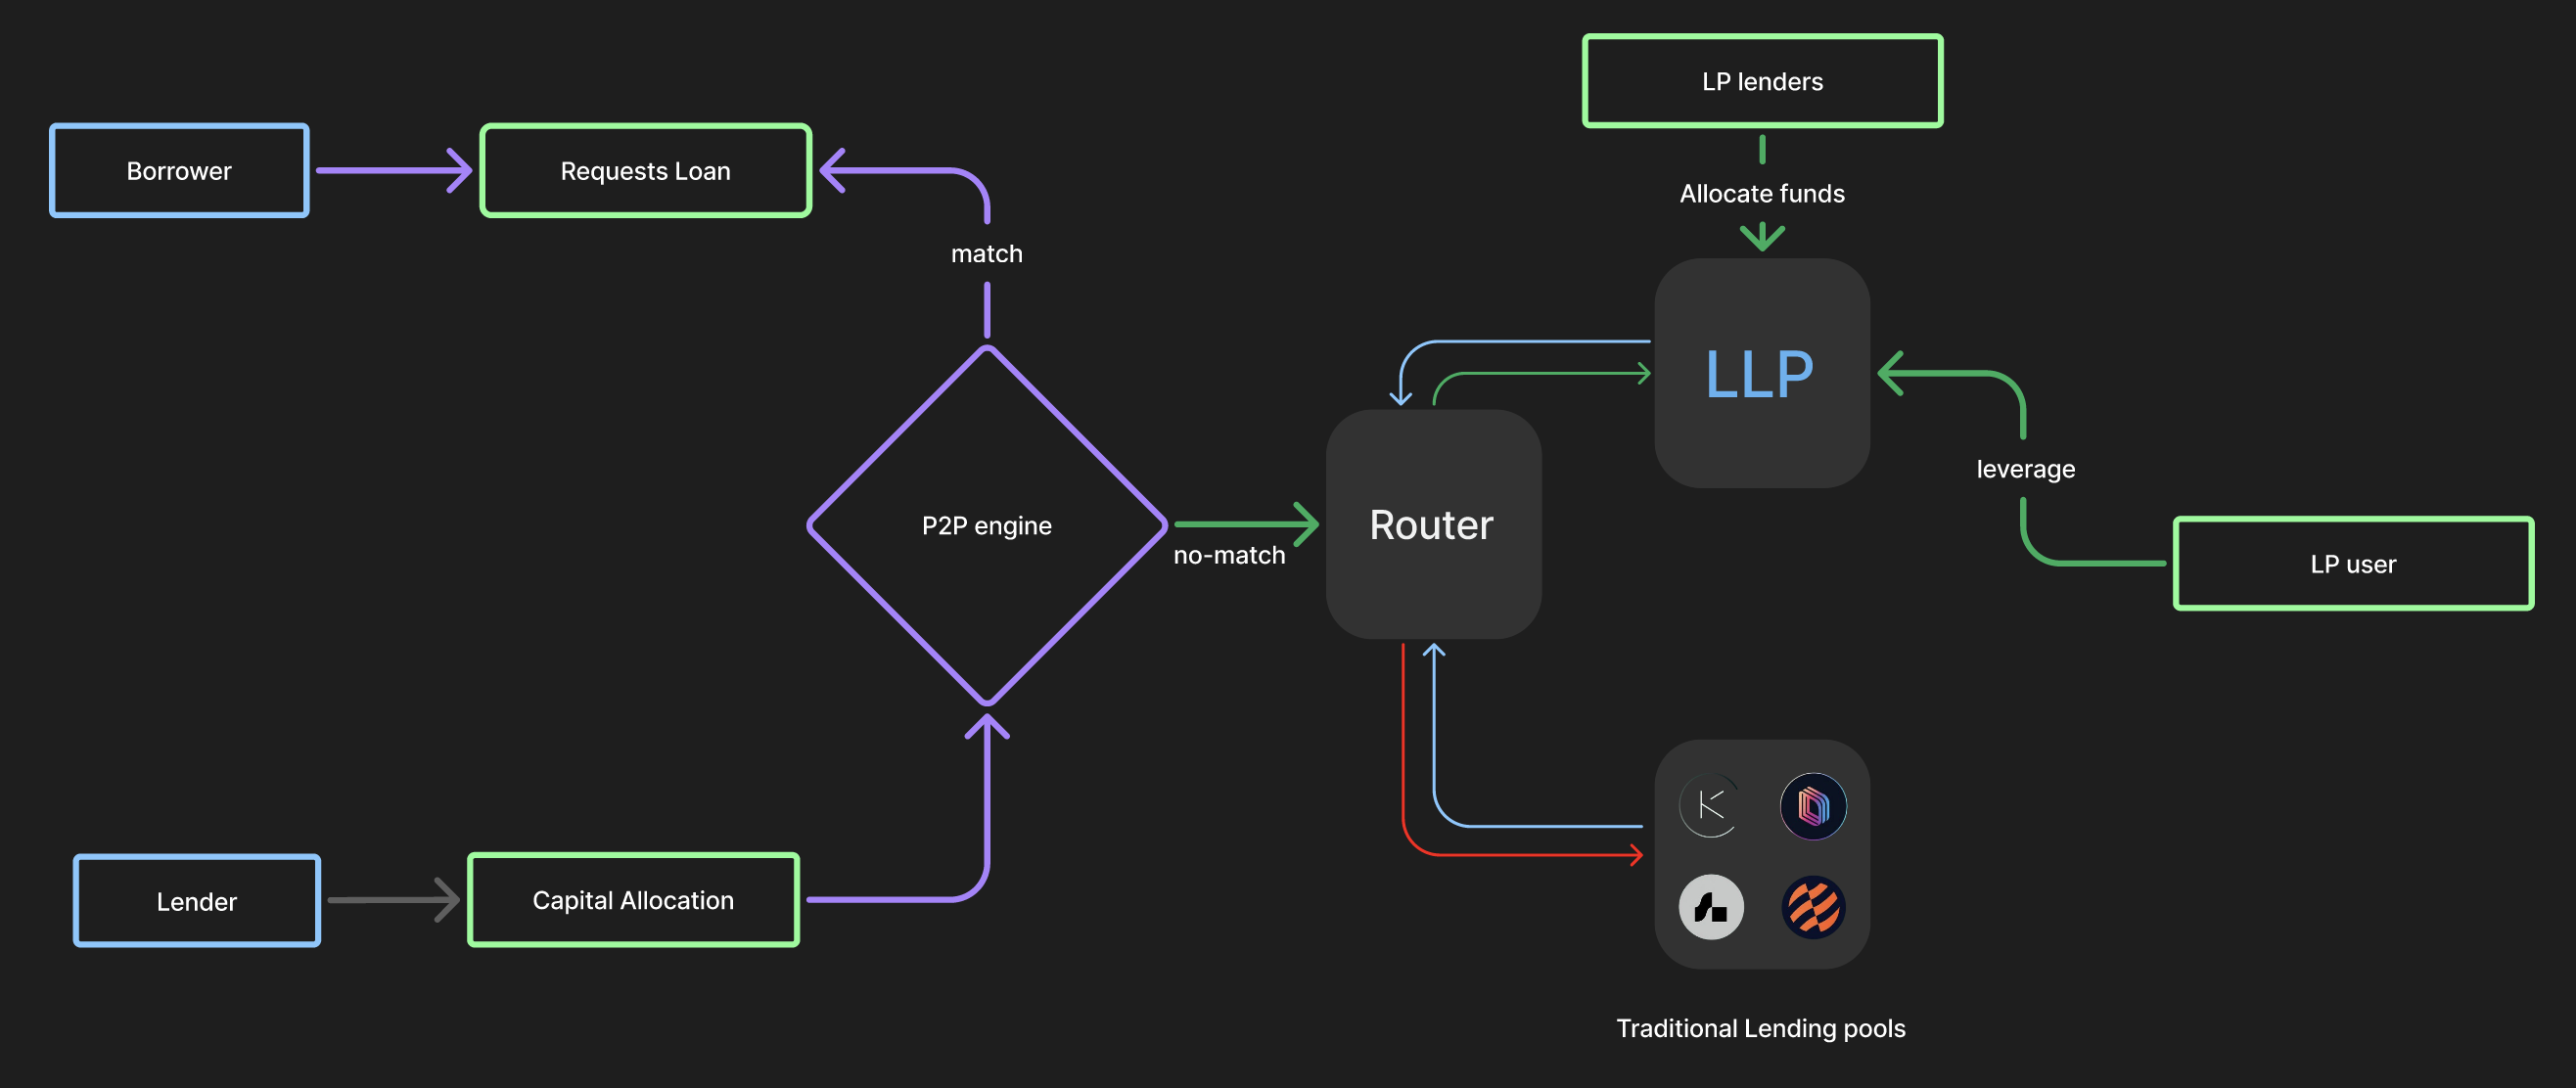 LP lenders
Borrower
Requests Loan
Allocate funds
match
LLP
leverage
P2P engine
Router
no-match
LP user
Lender
Capital Allocation
Traditional Lending pools